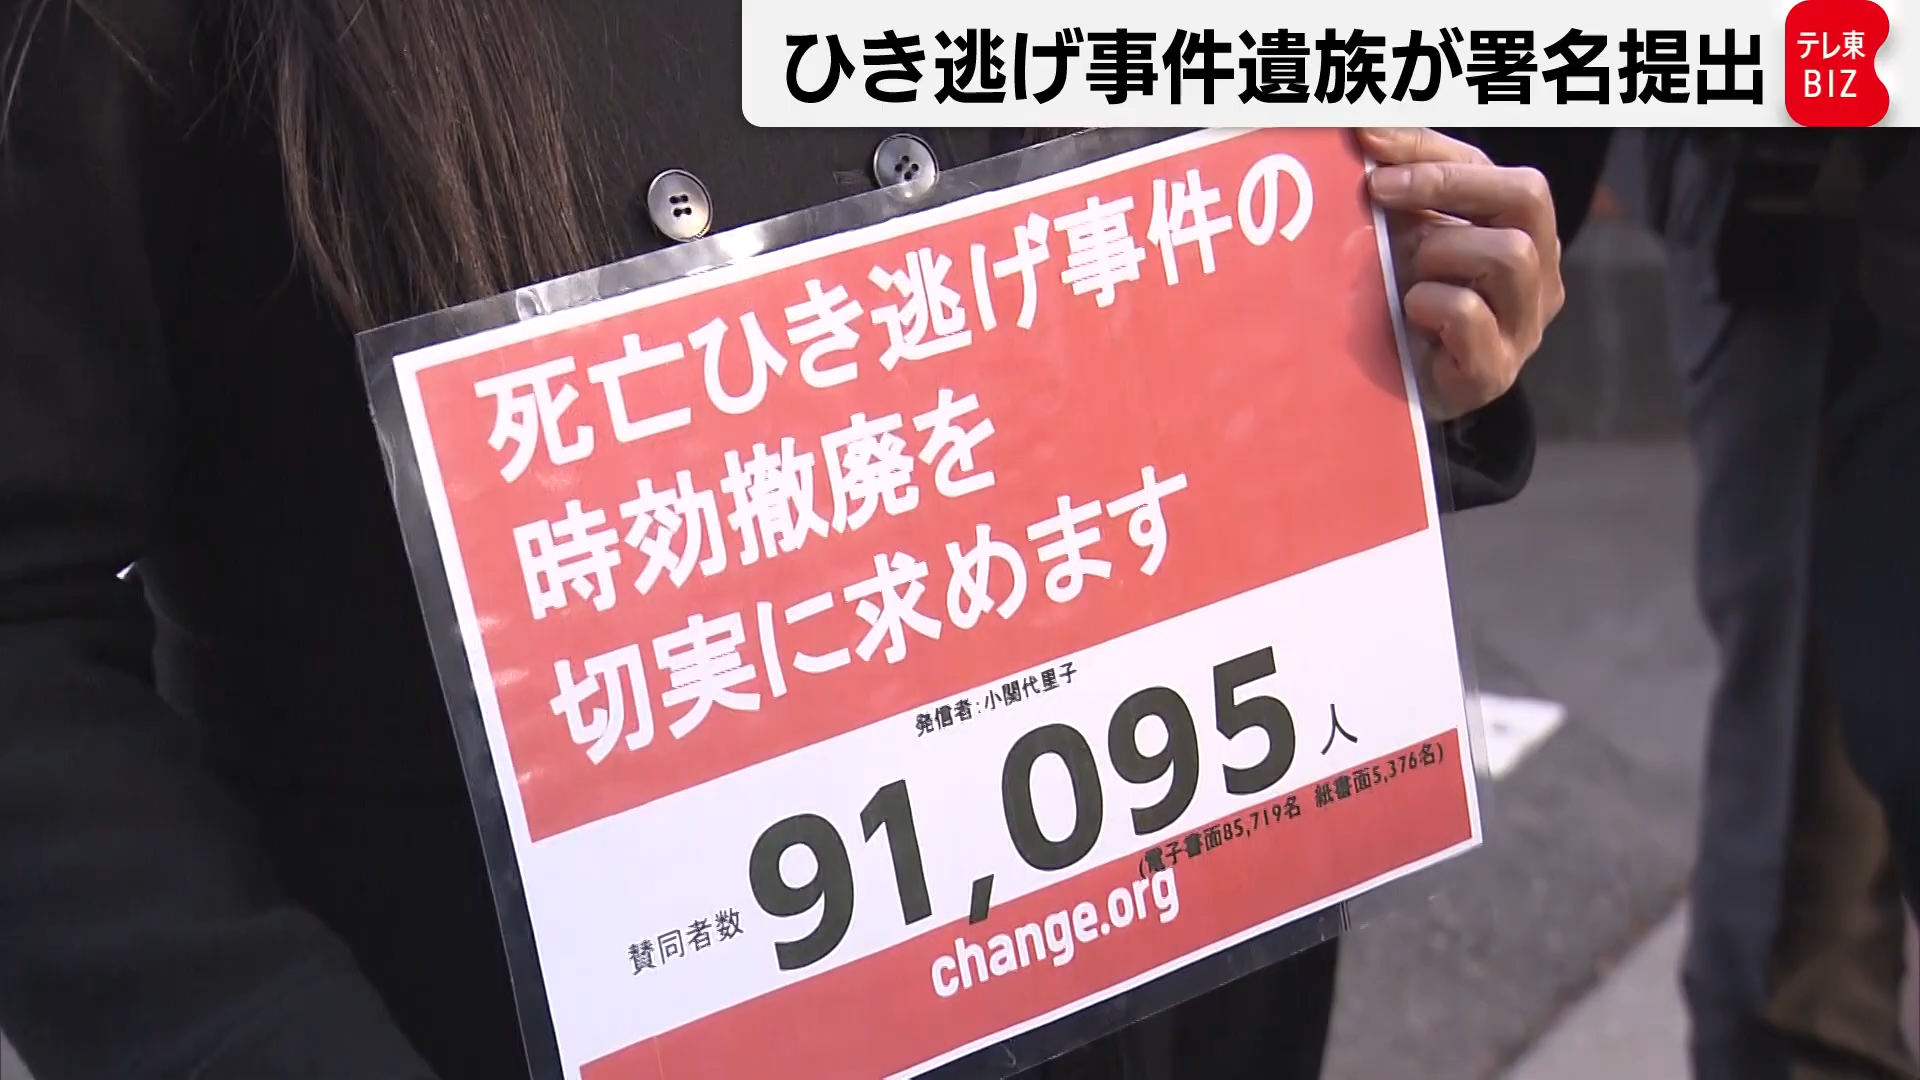 ひき逃げ事件遺族が署名提出
テレ東
BIZ
死亡ひき逃げ事件の
時効撤廃を
切実に求めます
発信者:小関代里子
賛同者数 91,095人
(電子書面85,719名 紙書面5,376名)
change.org